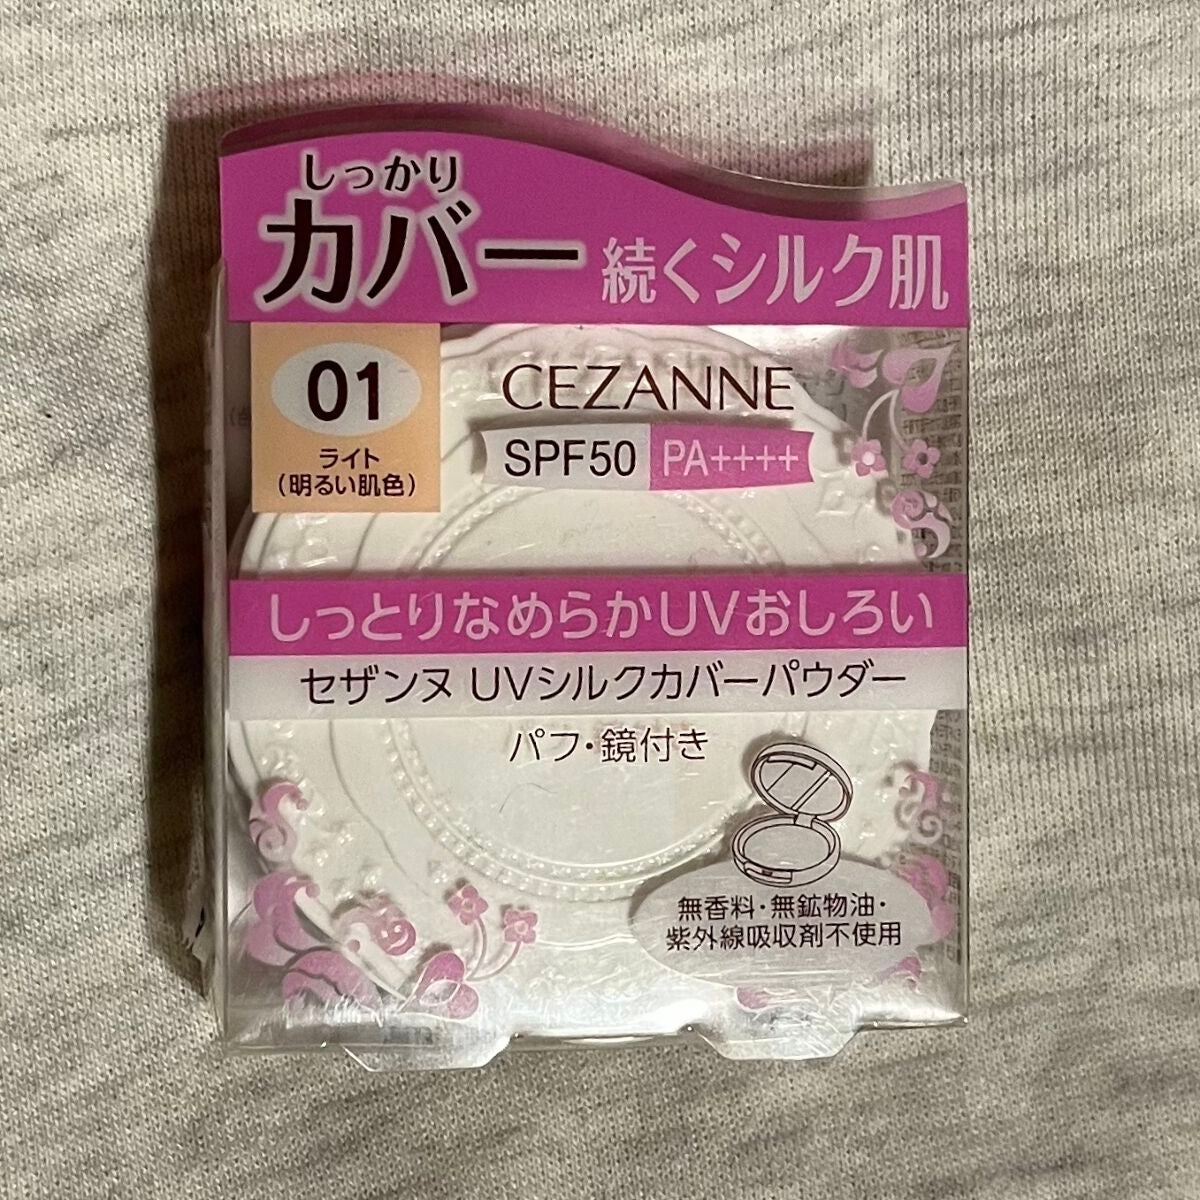 しっかり
カバー 続くシルク肌
01
ライト
(明るい肌色)
CEZANNE
SPF50 PA++++
しっとりなめらかUVおしろい
セザンヌ UVシルクカバーパウダー
パフ・鏡付き
無香料・無鉱物油・
紫外線吸収剤不使用